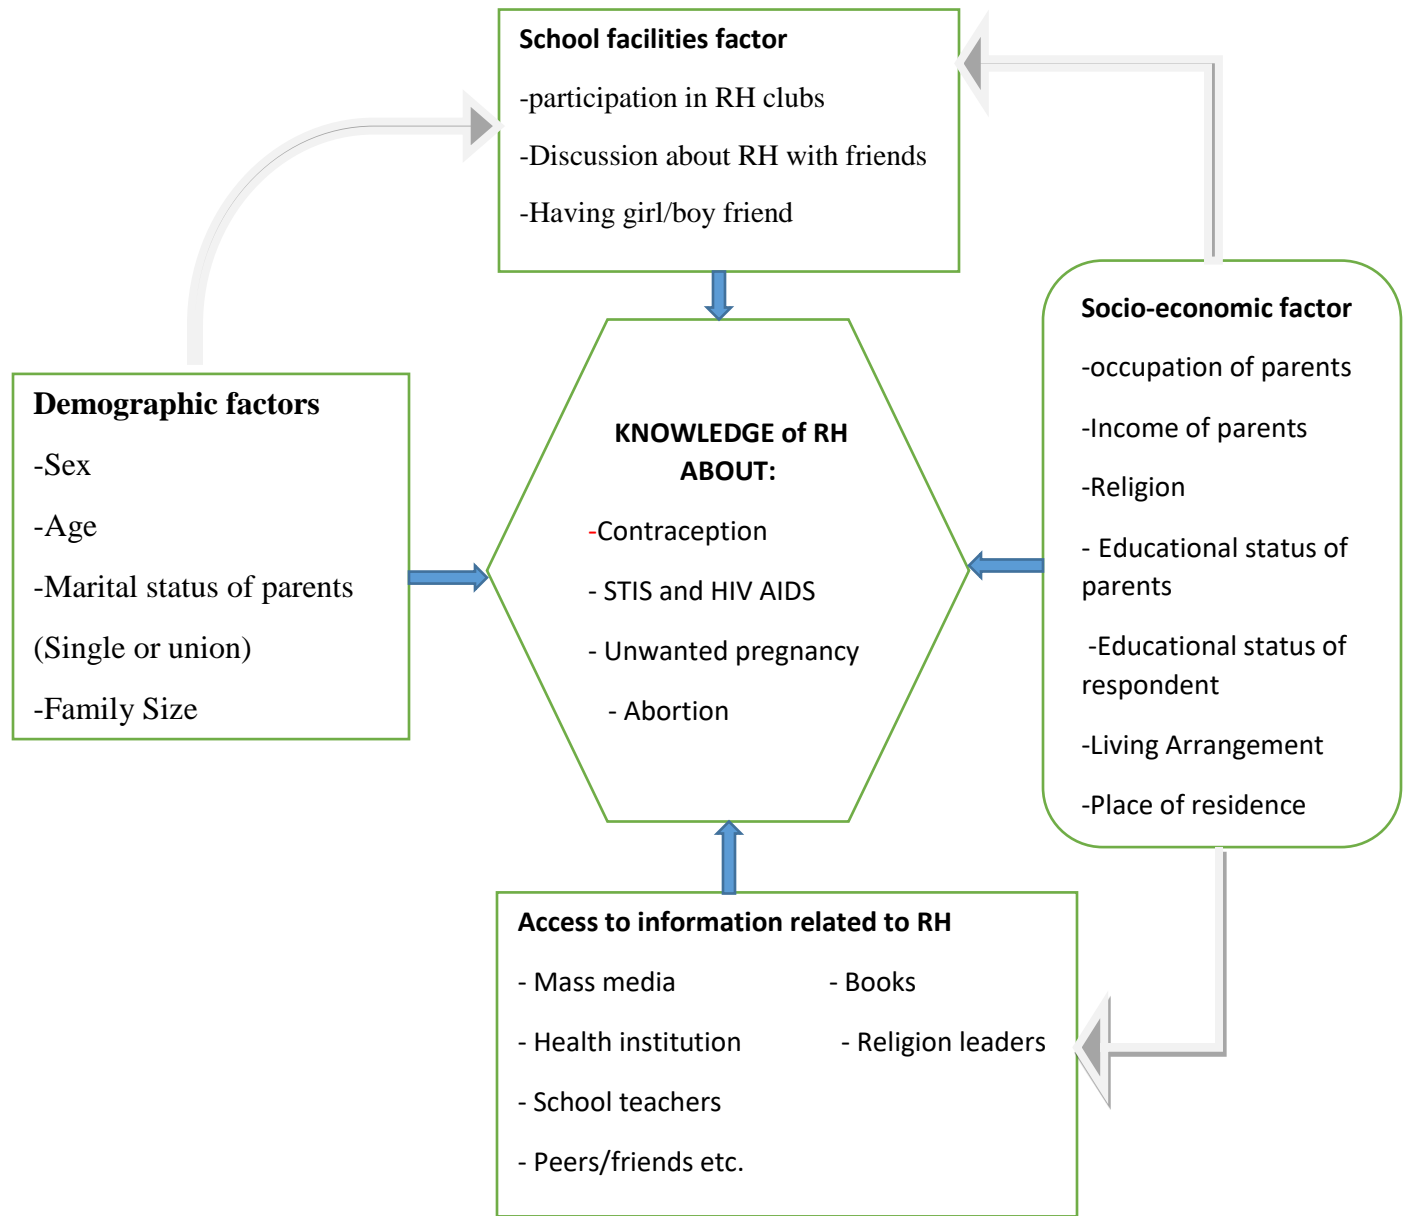 School facilities factor
-participation in RH clubs
-Discussion about RH with friends
-Having girl/boy friend
Demographic factors
-Sex
-Age
-Marital status of parents
(Single or union)
-Family Size
KNOWLEDGE of RH
ABOUT:
-Contraception
- STIS and HIV AIDS
- Unwanted pregnancy
- Abortion
Socio-economic factor
-occupation of parents
-Income of parents
-Religion
- Educational status of
parents
-Educational status of
respondent
-Living Arrangement
-Place of residence
Access to information related to RH
- Mass media - Books
- Health institution - Religion leaders
- School teachers
- Peers/friends etc.